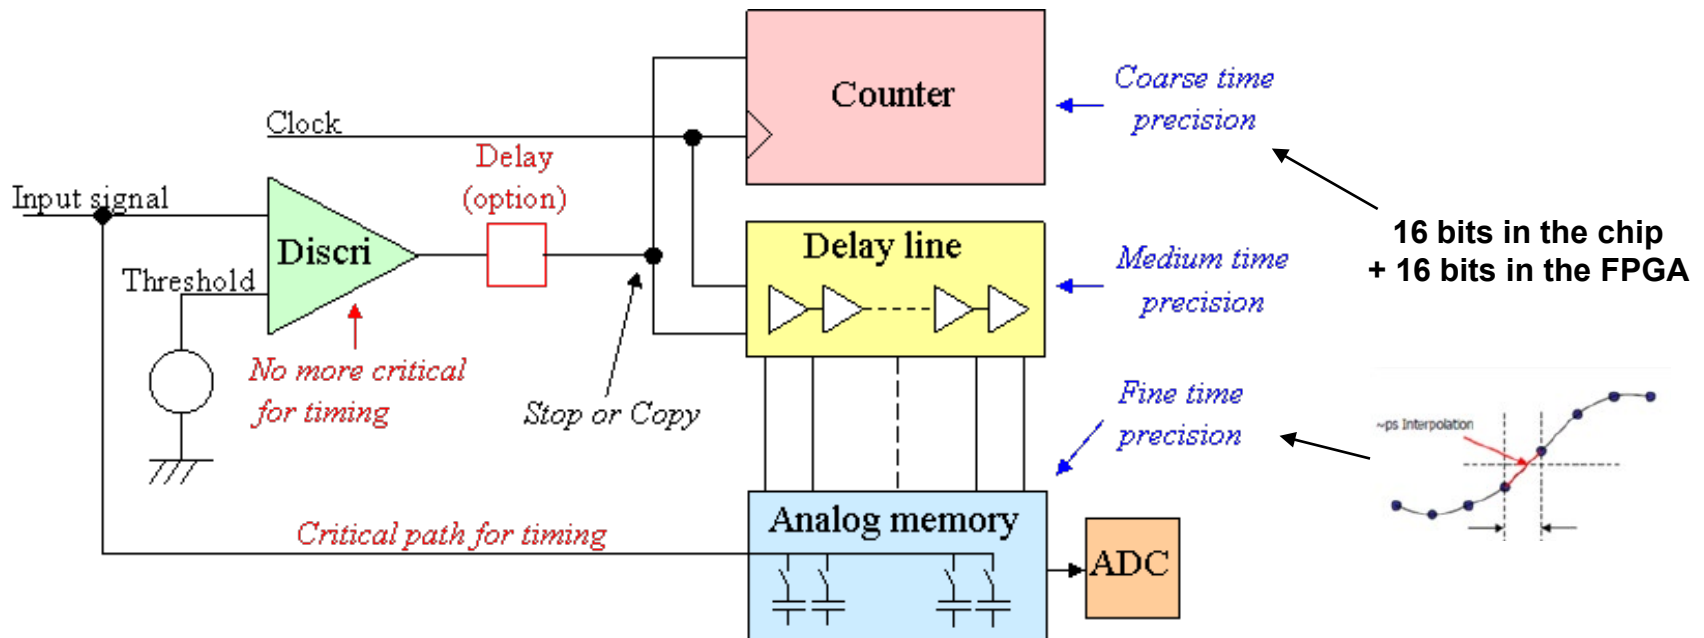 Counter
Coarse time
precision
Clock
Delay
(option)
Input signal
Discri
Threshold
Delay line
Medium time
precision
16 bits in the chip
+ 16 bits in the FPGA
No more critical
for timing
Stop or Copy
Fine time
precision
~ps Interpolation
Analog memory
Critical path for timing
ADC